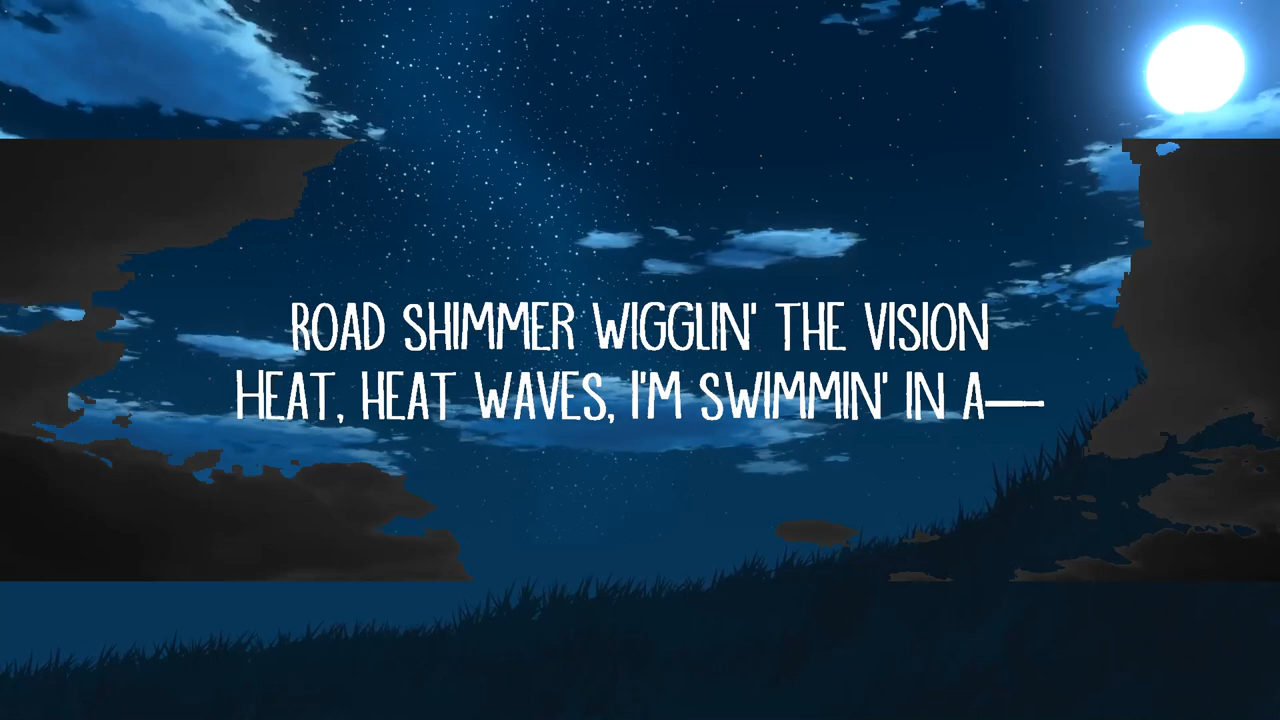 ROAD SHIMMER WIGGLIN' THE VISION
HEAT, HEAT WAVES, I'M SWIMMIN' IN A—